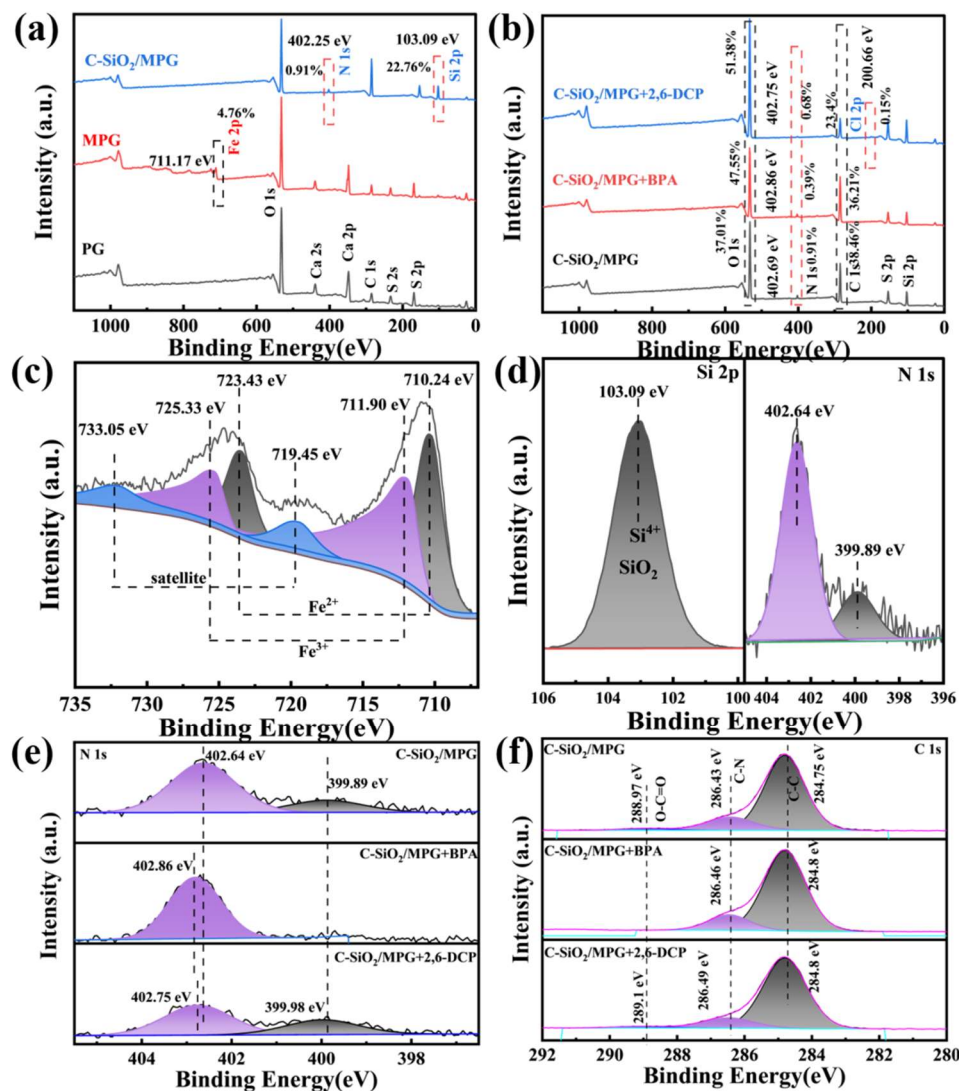 (a)
C-SiO2/MPG
402.25 eV
0.91%
N 1s
103.09 eV
22.76%
Si 2p
MPG
4.76%
711.17 eV
Fe 2p
PG
O 1s
Ca 2s
Ca 2p
C 1s
S 2s
S 2p
Intensity (a.u.)
1000 800 600 400 200 0
Binding Energy(eV)
(b)
C-SiO2/MPG+2,6-DCP
51.38%
402.75 eV
0.68%
23.4%
Cl 2p
200.66 eV
0.15%
C-SiO2/MPG+BPA
47.55%
402.86 eV
0.39%
36.21%
C-SiO2/MPG
37.01%
O 1s
402.69 eV
N 1s0.91%
C 1s38.46%
S 2p
Si 2p
Intensity (a.u.)
1000 800 600 400 200 0
Binding Energy(eV)
(c)
733.05 eV
725.33 eV
723.43 eV
719.45 eV
711.90 eV
710.24 eV
satellite
Fe2+
Fe3+
Intensity (a.u.)
735 730 725 720 715 710
Binding Energy(eV)
(d)
Si 2p
103.09 eV
Si4+
SiO2
N 1s
402.64 eV
399.89 eV
Intensity (a.u.)
106 104 102 100
404 402 400 398 396
Binding Energy(eV)
(e)
N 1s
C-SiO2/MPG
402.64 eV
399.89 eV
C-SiO2/MPG+BPA
402.86 eV
C-SiO2/MPG+2,6-DCP
402.75 eV
399.98 eV
Intensity (a.u.)
404 402 400 398
Binding Energy(eV)
(f)
C-SiO2/MPG
C 1s
288.97 eV
O-C=O
286.43 eV
C-N
C-C
284.75 eV
C-SiO2/MPG+BPA
286.46 eV
284.8 eV
C-SiO2/MPG+2,6-DCP
289.1 eV
286.49 eV
284.8 eV
Intensity (a.u.)
292 290 288 286 284 282 280
Binding Energy(eV)